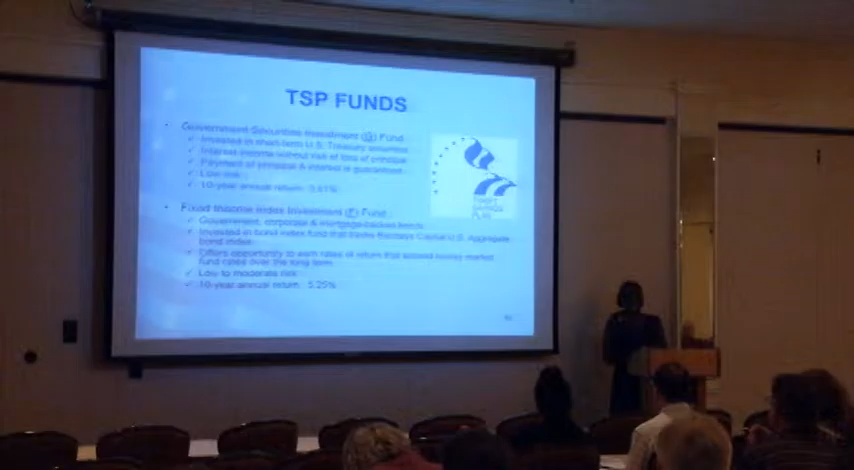 TSP FUNDS
• Government Securities Investment (G) Fund
✓ Invested in short-term U.S. Treasury securities
✓ Interest income without risk of loss of principal
✓ Payment of principal & interest is guaranteed
✓ Low risk
✓ 10-year annual return:
• Fixed Income Index Investment (F) Fund
✓ Government, corporate & mortgage-backed bonds
✓ Invested in bond index fund that tracks Barclays Capital U.S. Aggregate
bond index
✓ Offers opportunity to earn rates of return that exceed money market
fund rates over the long term
✓ Low to moderate risk
✓ 10-year annual return: 5.25%
THRIFT
SAVINGS
PLAN